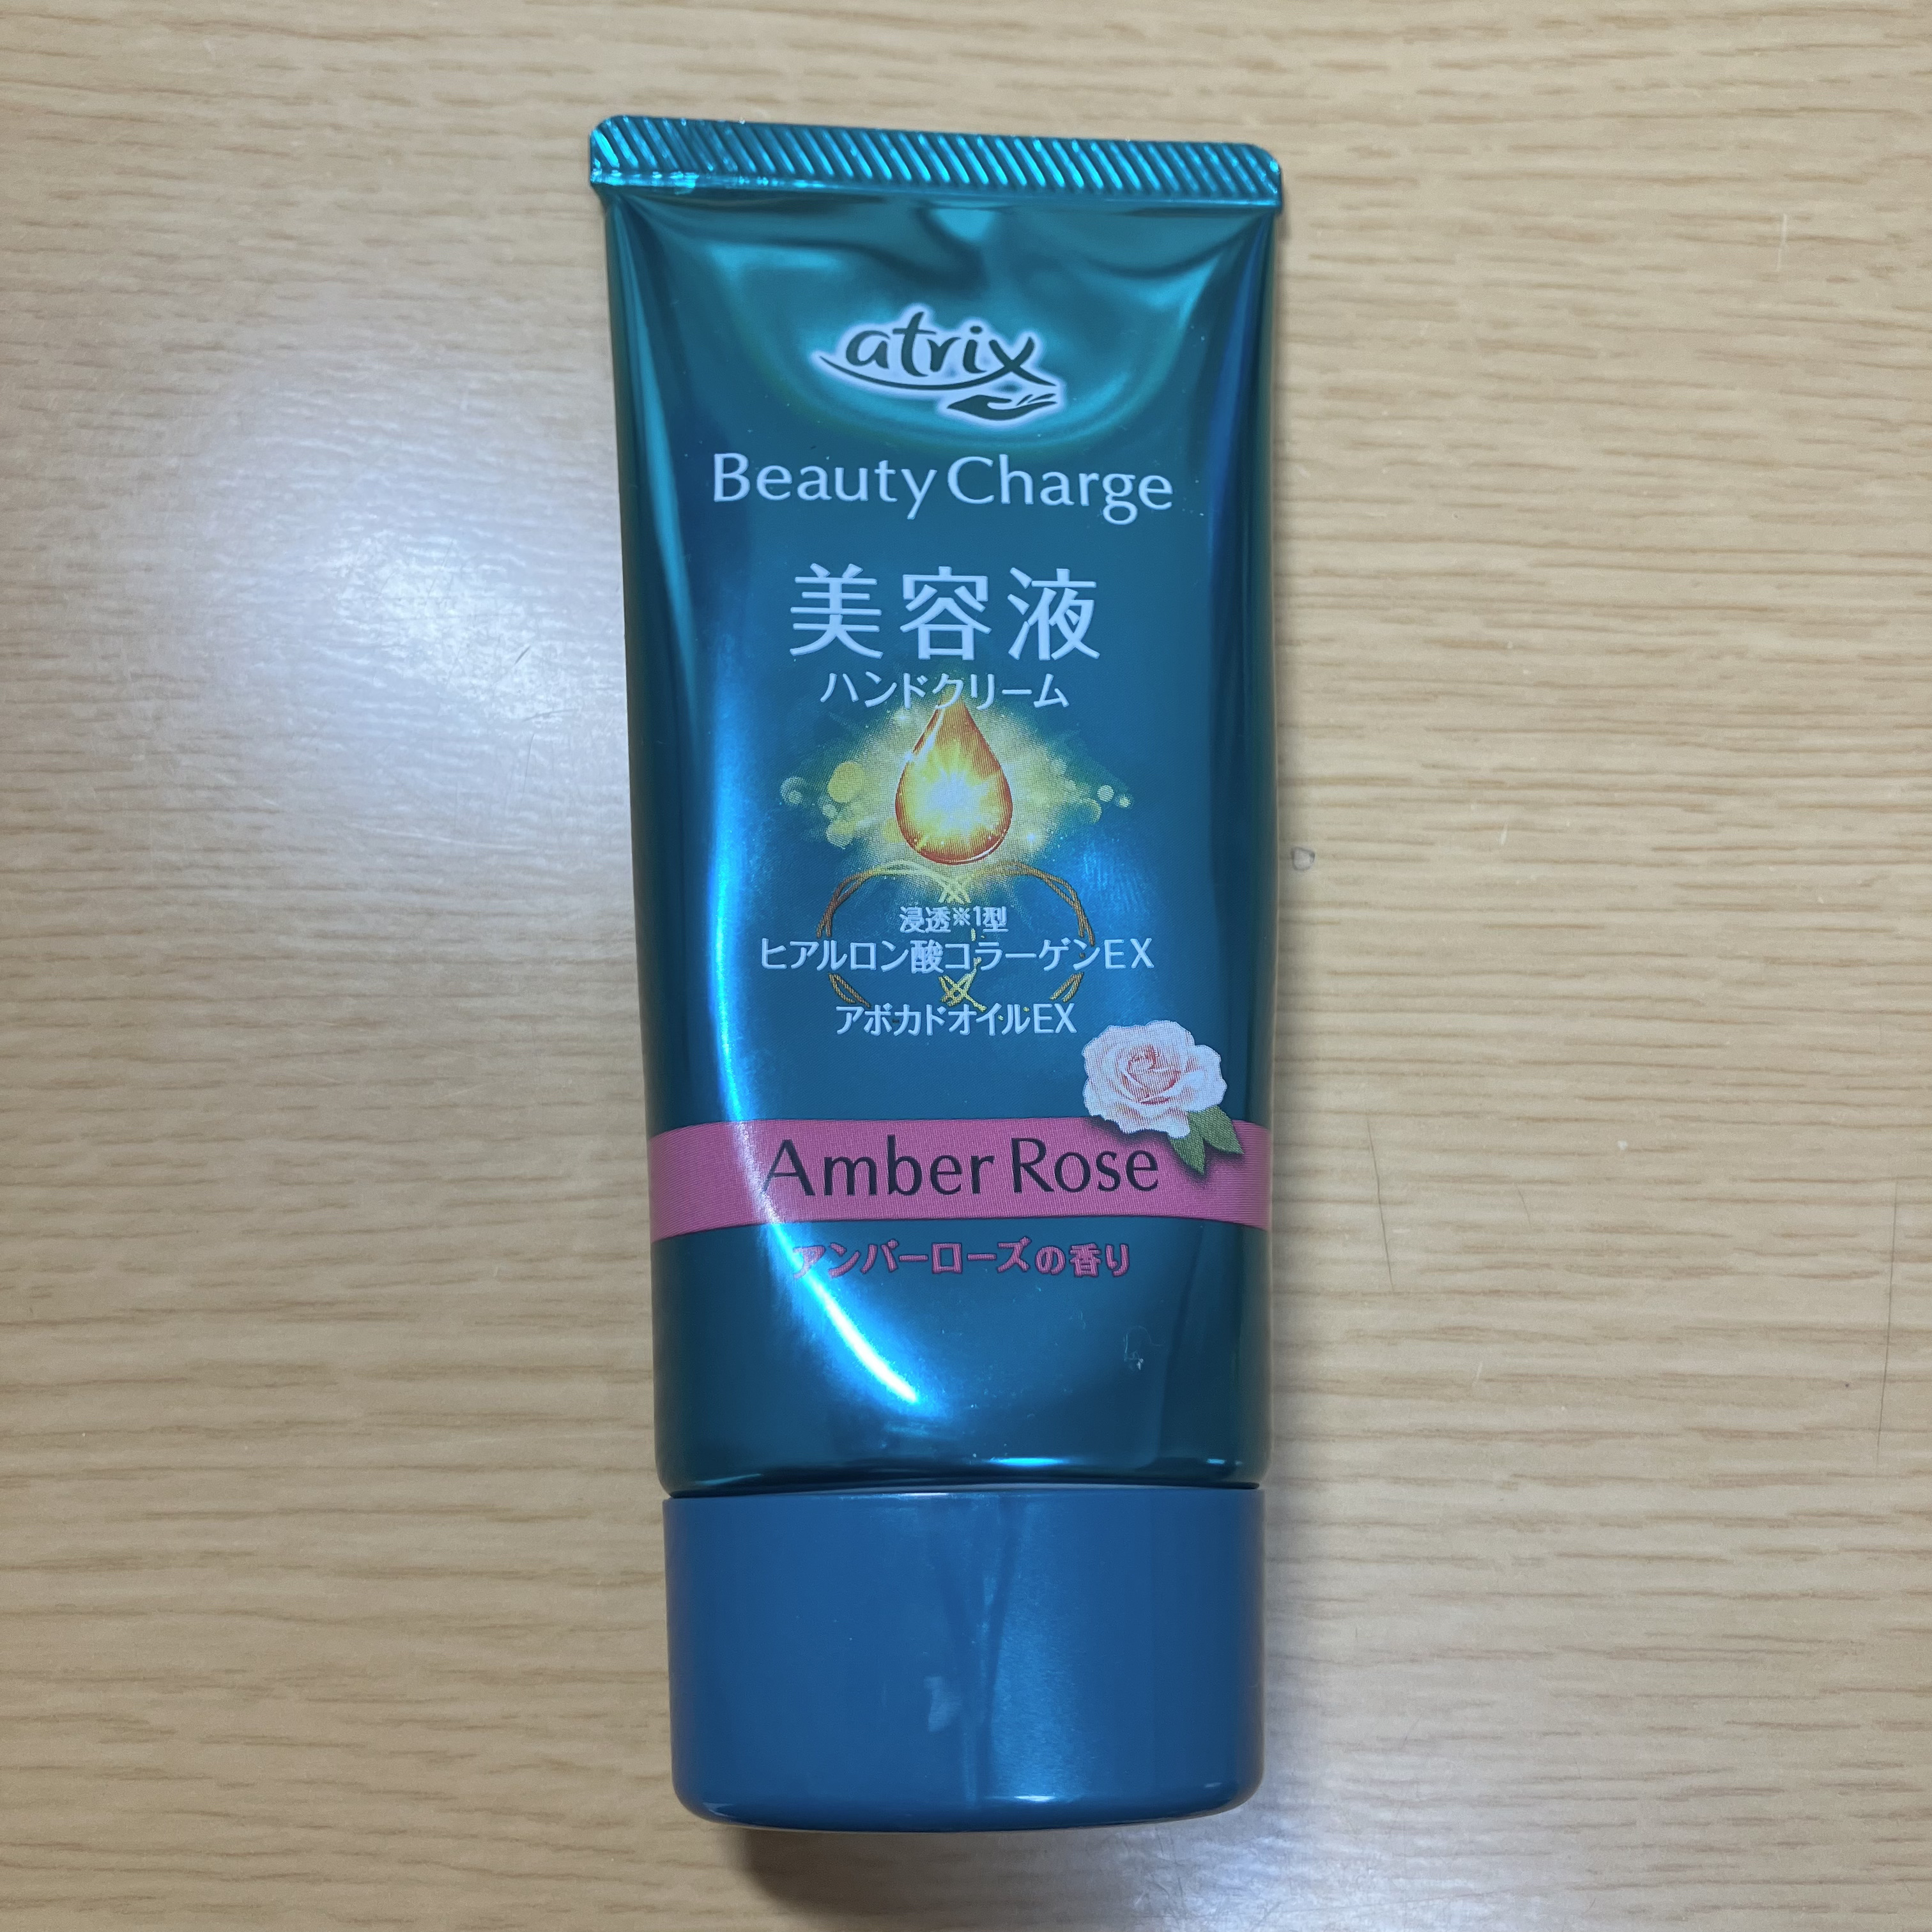 atrix
Beauty Charge
美容液
ハンドクリーム
浸透※1型
ヒアルロン酸コラーゲンEX
アボカドオイルEX
Amber Rose
アンバーローズの香り